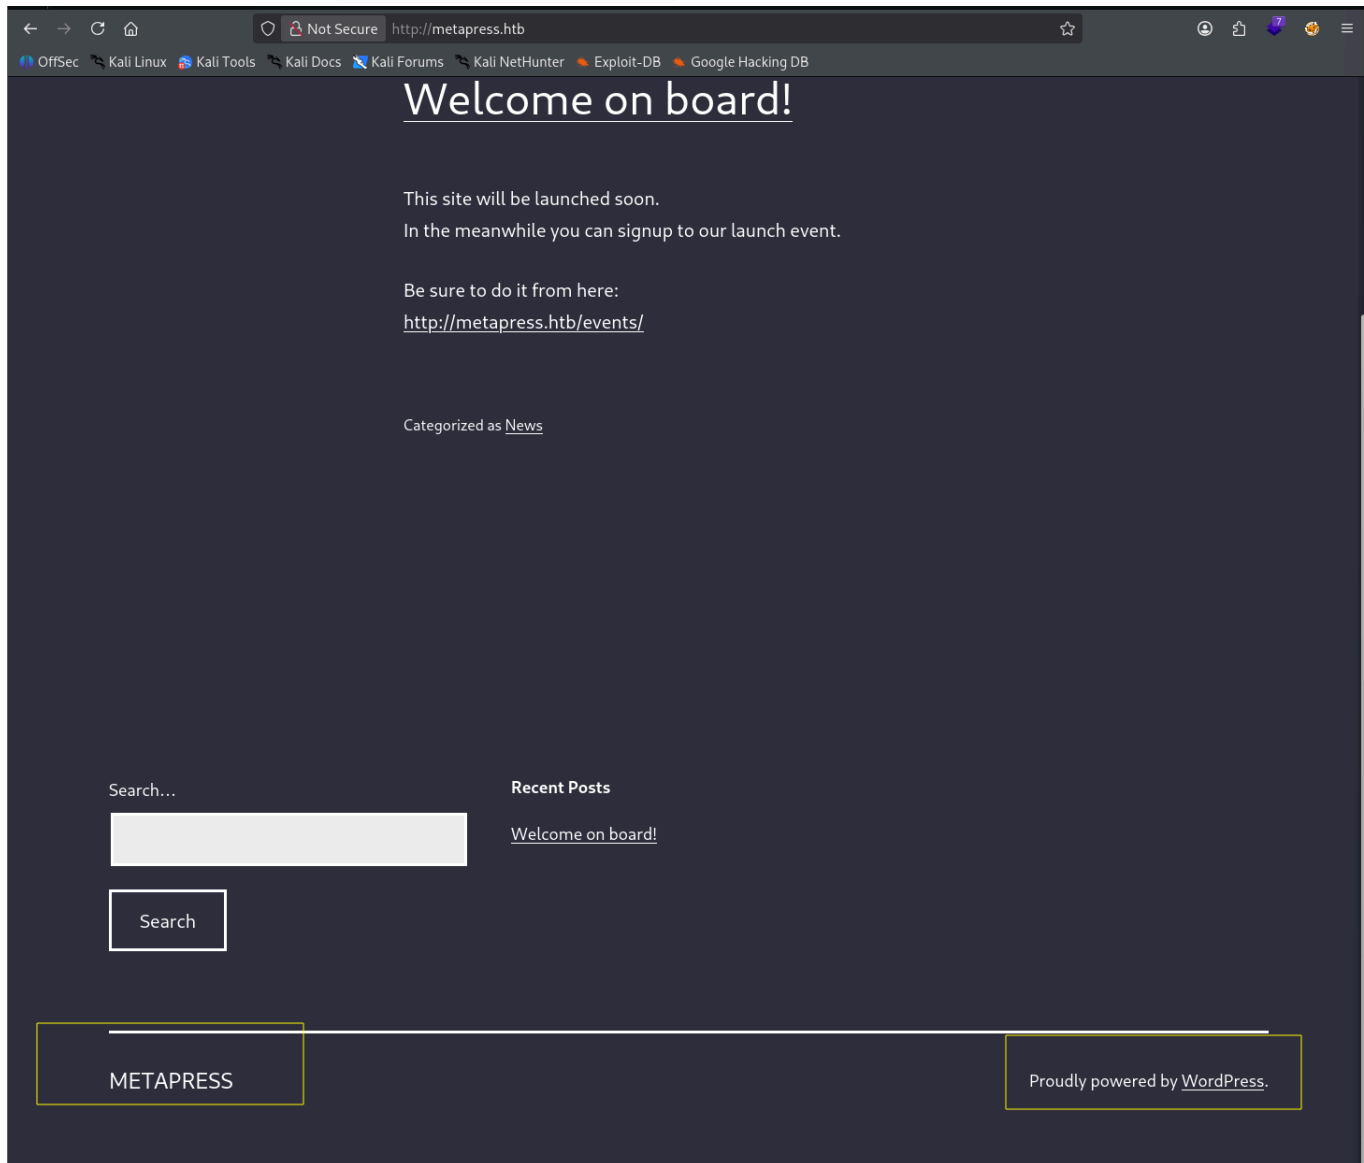 Not Secure http://metapress.htb
7
OffSec Kali Linux Kali Tools Kali Docs Kali Forums Kali NetHunter Exploit-DB Google Hacking DB
Welcome on board!
This site will be launched soon.
In the meanwhile you can signup to our launch event.
Be sure to do it from here:
http://metapress.htb/events/
Categorized as News
Search…
Search
Recent Posts
Welcome on board!
METAPRESS
Proudly powered by WordPress.